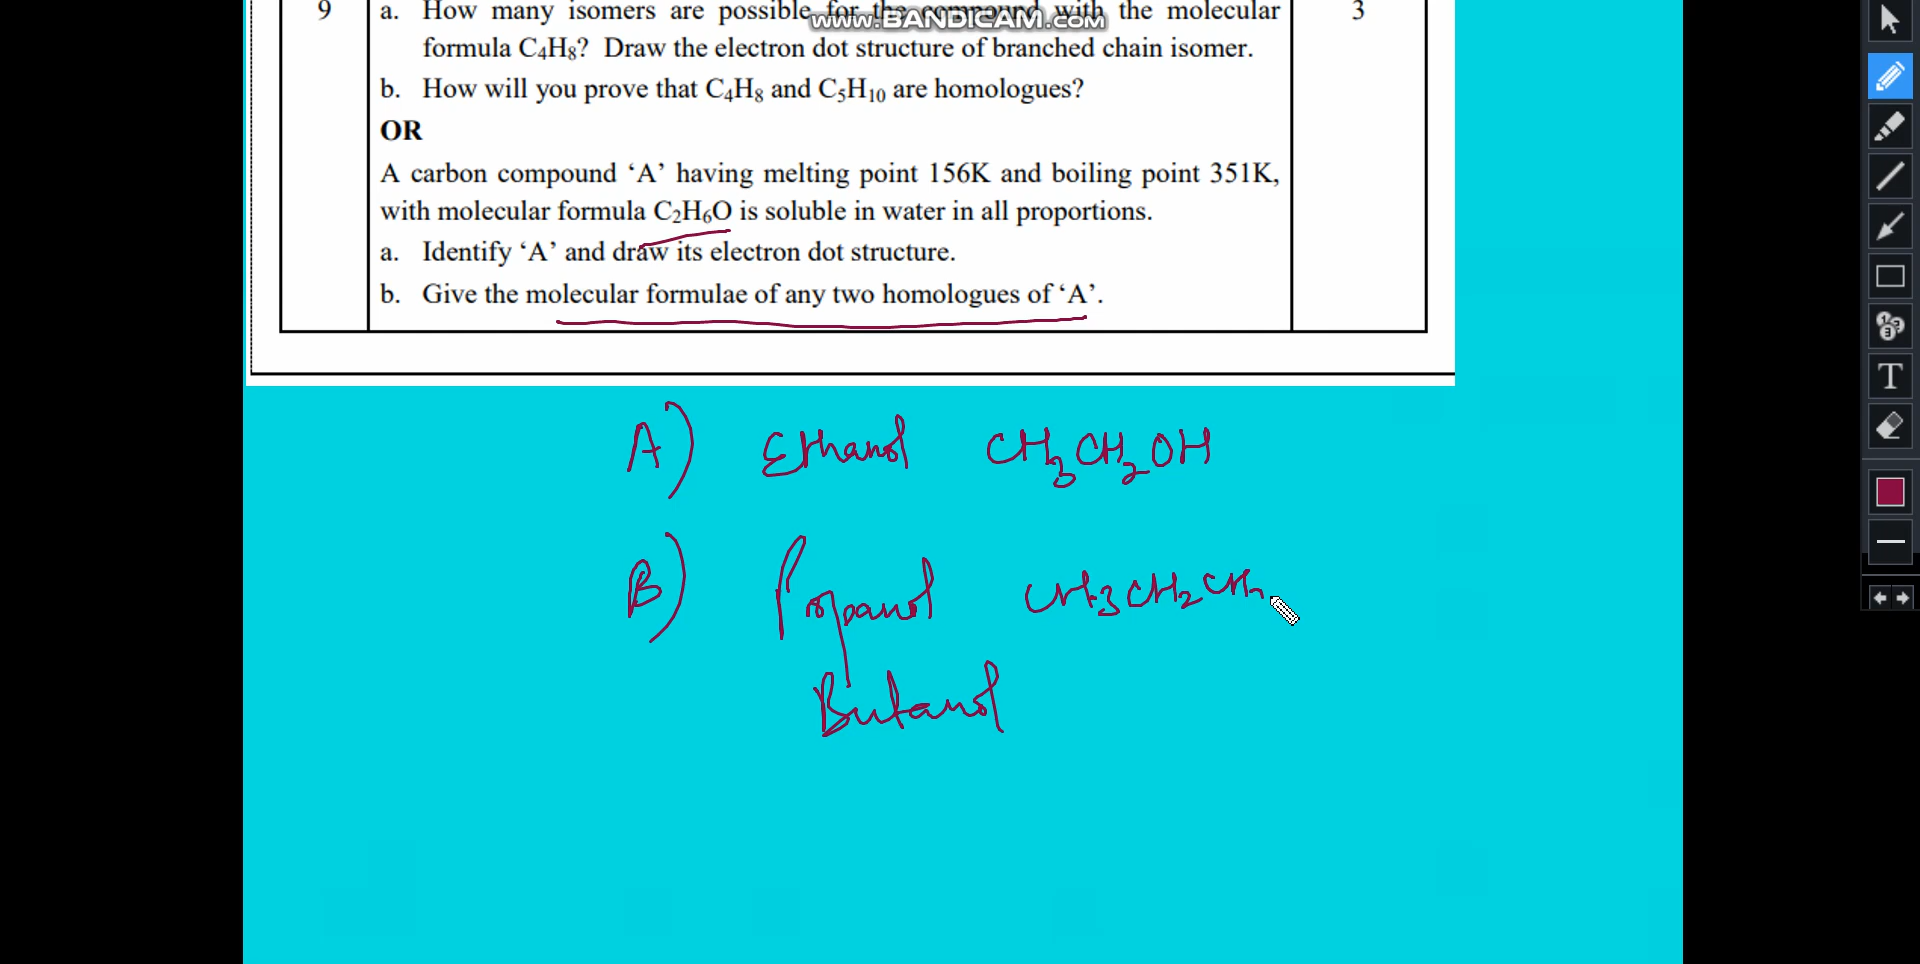 9 a. How many isomers are possible for the compound with the molecular 3
www.BANDICAM.com
formula C₄H₈? Draw the electron dot structure of branched chain isomer.
b. How will you prove that C₄H₈ and C₅H₁₀ are homologues?
OR
A carbon compound ‘A’ having melting point 156K and boiling point 351K,
with molecular formula C₂H₆O is soluble in water in all proportions.
a. Identify ‘A’ and draw its electron dot structure.
b. Give the molecular formulae of any two homologues of ‘A’.
A) Ethanol CH₃CH₂OH
B) Propanol CH₃CH₂CH₂
Butanol
T